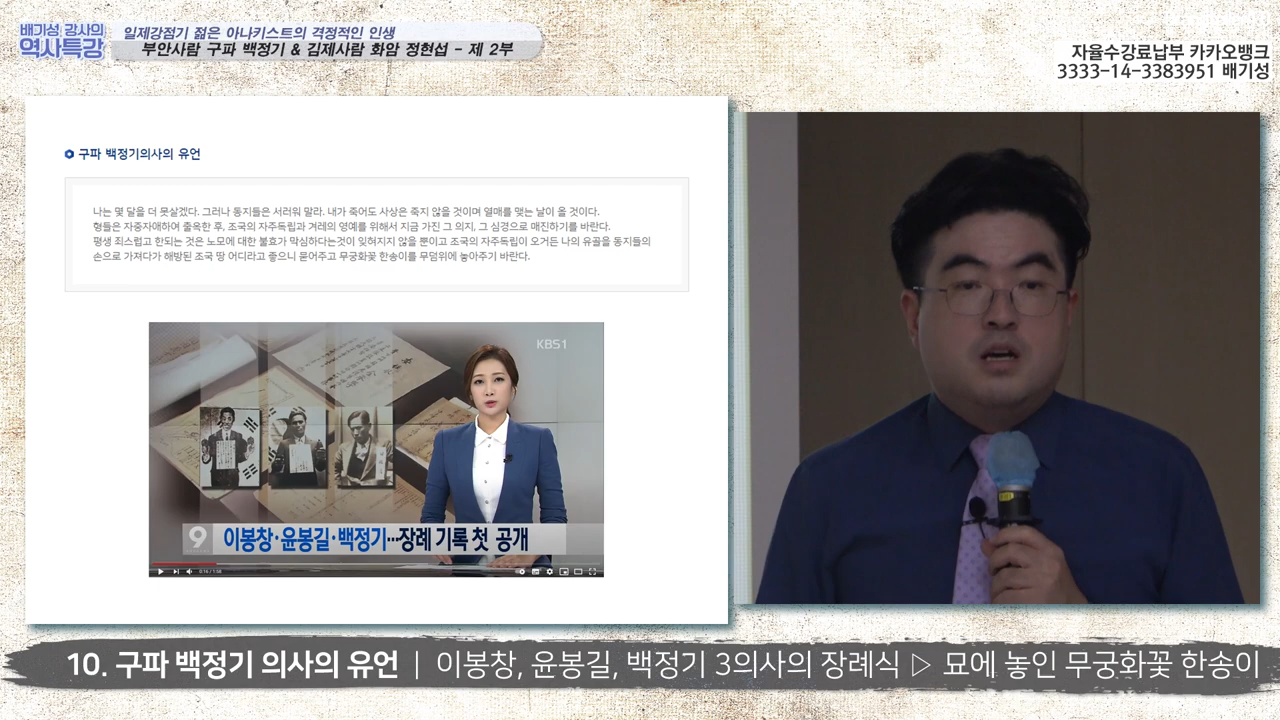 배기성 강사의
역사특강
일제강점기 젊은 아나키스트의 격정적인 인생
부안사람 구파 백정기 & 김제사람 화암 정현섭 - 제 2부
자율수강료납부 카카오뱅크
3333-14-3383951 배기성
구파 백정기의사의 유언
나는 몇 달을 더 못살겠다. 그러나 동지들은 서러워 말라. 내가 죽어도 사상은 죽지 않을 것이며 열매를 맺는 날이 올 것이다.
형들은 자중자애하여 출옥한 후, 조국의 자주독립과 겨레의 영예를 위해서 지금 가진 그 의지, 그 심경으로 매진하기를 바란다.
평생 죄스럽고 한되는 것은 노모에 대한 불효가 막심하다는것이 잊혀지지 않을 뿐이고 조국의 자주독립이 오거든 나의 유골을 동지들의
손으로 가져다가 해방된 조국 땅 어디라고 좋으니 묻어주고 무궁화꽃 한송이를 무덤위에 놓아주기 바란다.
KBS1
9 이봉창·윤봉길·백정기…장례 기록 첫 공개
0:16 / 1:58
10. 구파 백정기 의사의 유언 | 이봉창, 윤봉길, 백정기 3의사의 장례식 ▷ 묘에 놓인 무궁화꽃 한송이